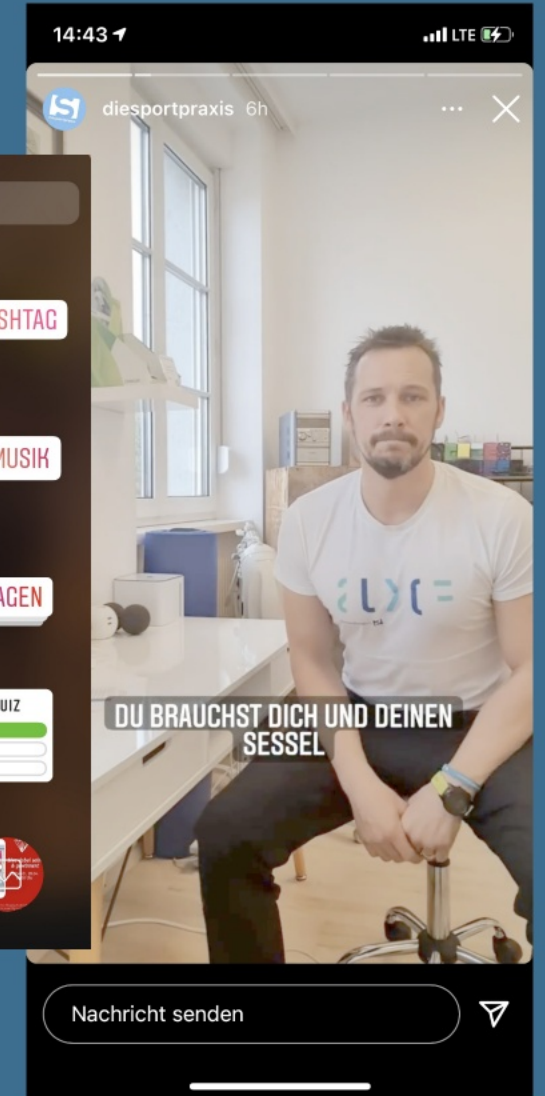 14:43
LTE
diesportpraxis 6h
SHTAG
MUSIK
AGEN
UIZ
DU BRAUCHST DICH UND DEINEN
SESSEL
Nachricht senden